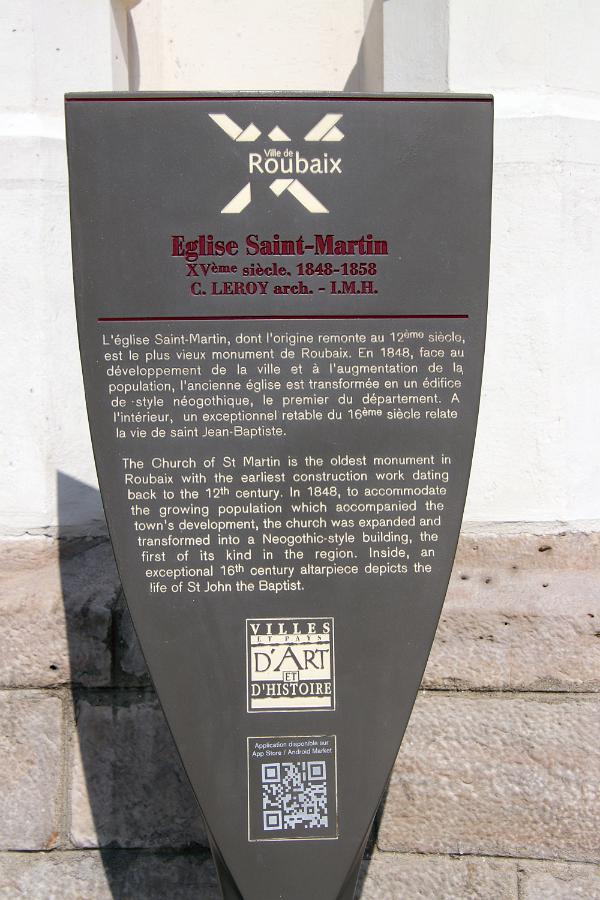 Ville de
Roubaix
Eglise Saint-Martin
XVème siècle, 1848-1858
C. LEROY arch. - I.M.H.
L'église Saint-Martin, dont l'origine remonte au 12ème siècle,
est le plus vieux monument de Roubaix. En 1848, face au
développement de la ville et à l'augmentation de la
population, l'ancienne église est transformée en un édifice
de style néogothique, le premier du département. A
l'intérieur, un exceptionnel retable du 16ème siècle relate
la vie de saint Jean-Baptiste.
The Church of St Martin is the oldest monument in
Roubaix with the earliest construction work dating
back to the 12th century. In 1848, to accommodate
the growing population which accompanied the
town's development, the church was expanded and
transformed into a Neogothic-style building, the
first of its kind in the region. Inside, an
exceptional 16th century altarpiece depicts the
life of St John the Baptist.
VILLES
ET PAYS
D'ART
ET
D'HISTOIRE
Application disponible sur
App Store / Android Market